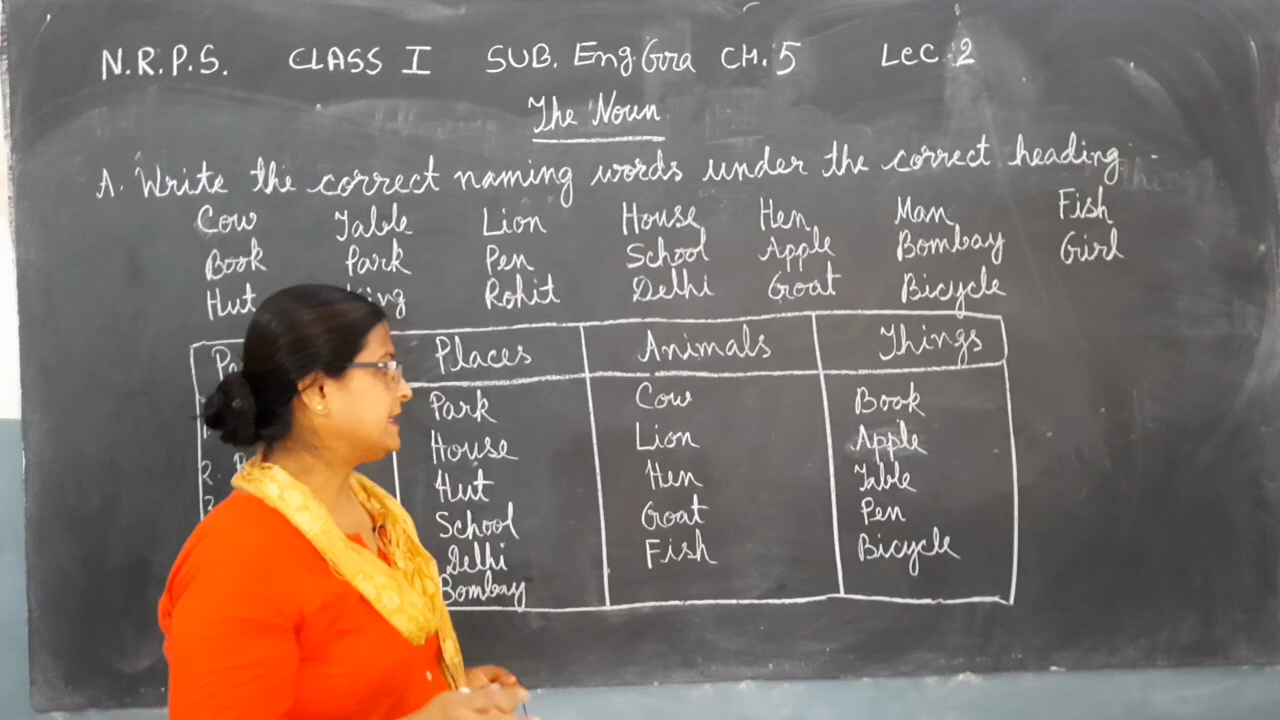 N.R.P.S. CLASS I SUB. Eng Gra CH. 5 LeC. 2
The Noun
A. Write the correct naming words under the correct heading.
Cow Table Lion House Hen Man Fish
Book Park Pen School Apple Bombay Girl
Hut Rohit Delhi Goat Bicycle
Places Animals Things
Park Cow Book
House Lion Apple
2. Hut Hen Table
School Goat Pen
Delhi Fish Bicycle
Bombay